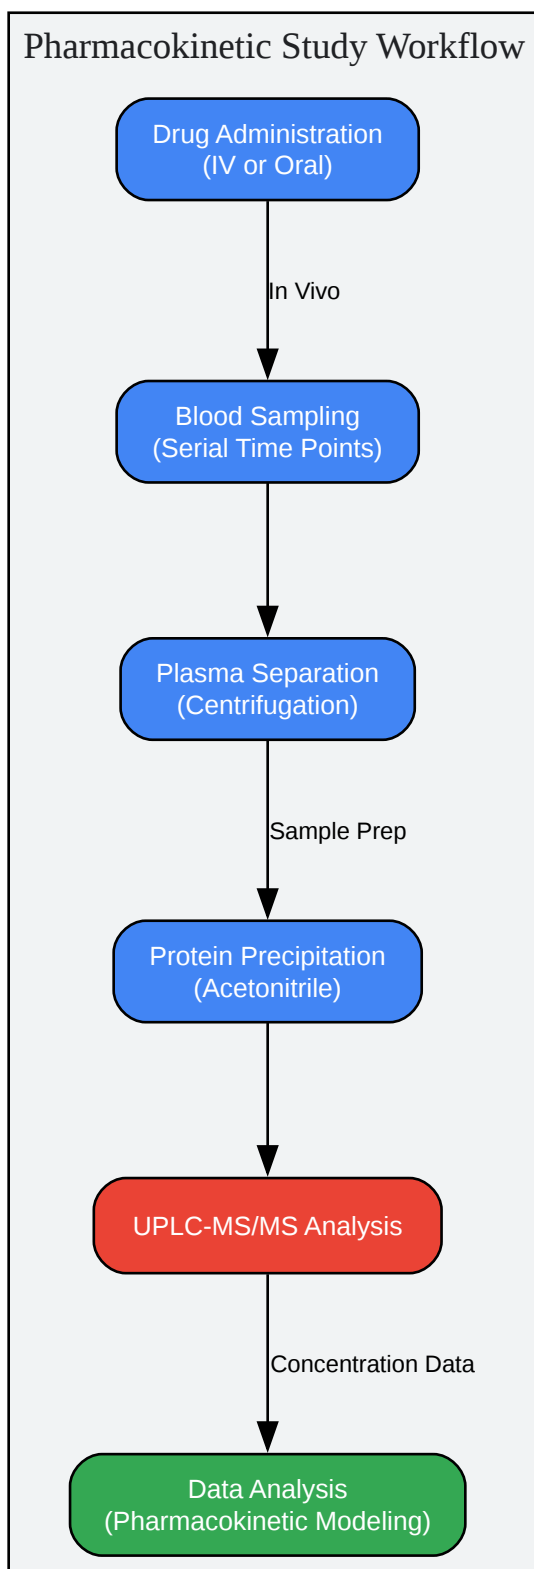 Pharmacokinetic Study Workflow
Drug Administration
(IV or Oral)
In Vivo
Blood Sampling
(Serial Time Points)
Plasma Separation
(Centrifugation)
Sample Prep
Protein Precipitation
(Acetonitrile)
UPLC-MS/MS Analysis
Concentration Data
Data Analysis
(Pharmacokinetic Modeling)